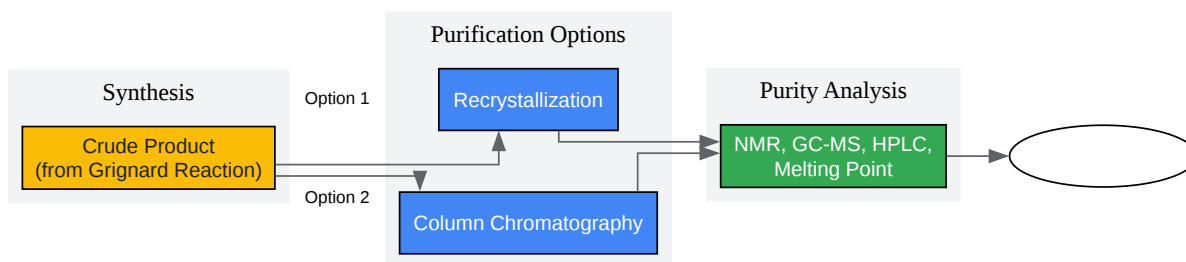 Synthesis
Crude Product
(from Grignard Reaction)
Option 1
Option 2
Purification Options
Recrystallization
Column Chromatography
Purity Analysis
NMR, GC-MS, HPLC,
Melting Point